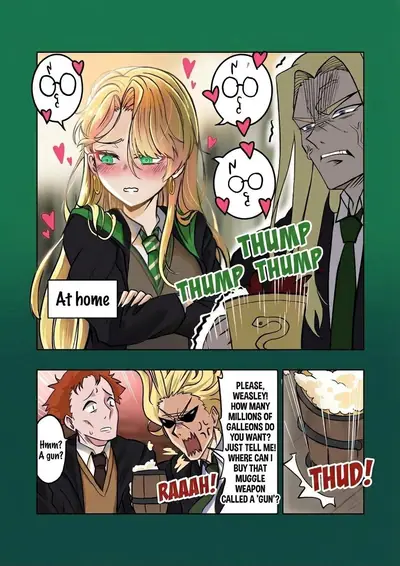 THUMP
THUMP THUMP
At home
Hmm?
A gun?
RAAAH!
PLEASE,
WEASLEY!
HOW MANY
MILLIONS OF
GALLEONS DO
YOU WANT?
JUST TELL ME!
WHERE CAN I
BUY THAT
MUGGLE
WEAPON
CALLED A "GUN"?
THUD!